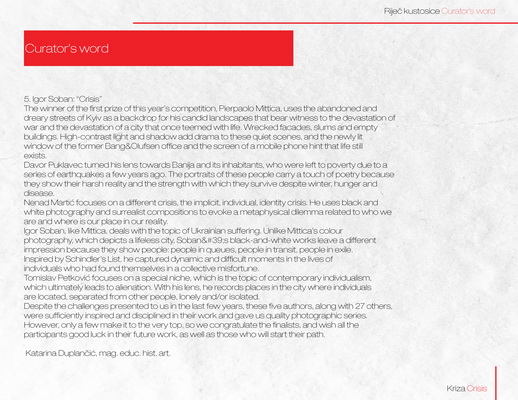 Riječ kustosice Curator's word
Curator's word
5. Igor Soban: "Crisis"
The winner of the first prize of this year's competition, Pierpaolo Mittica, uses the abandoned and
dreary streets of Kyiv as a backdrop for his candid landscapes that bear witness to the devastation of
war and the devastation of a city that once teemed with life. Wrecked facades, slums and empty
buildings. High-contrast light and shadow add drama to these quiet scenes, and the newly lit
window of the former Bang&Olufsen office and the screen of a mobile phone hint that life still
exists.
Davor Puklavec turned his lens towards Banija and its inhabitants, who were left to poverty due to a
series of earthquakes a few years ago. The portraits of these people carry a touch of poetry because
they show their harsh reality and the strength with which they survive despite winter, hunger and
disease.
Nenad Martić focuses on a different crisis, the implicit, individual, identity crisis. He uses black and
white photography and surrealist compositions to evoke a metaphysical dilemma related to who we
are and where is our place in our reality.
Igor Soban, like Mittica, deals with the topic of Ukrainian suffering. Unlike Mittica's colour
photography, which depicts a lifeless city, Soban&#39;s black-and-white works leave a different
impression because they show people: people in queues, people in transit, people in exile.
Inspired by Schindler's List, he captured dynamic and difficult moments in the lives of
individuals who had found themselves in a collective misfortune.
Tomislav Petković focuses on a special niche, which is the topic of contemporary individualism,
which ultimately leads to alienation. With his lens, he records places in the city where individuals
are located, separated from other people, lonely and/or isolated.
Despite the challenges presented to us in the last few years, these five authors, along with 27 others,
were sufficiently inspired and disciplined in their work and gave us quality photographic series.
However, only a few make it to the very top, so we congratulate the finalists, and wish all the
participants good luck in their future work, as well as those who will start their path.
Katarina Duplančić, mag. educ. hist. art.
Kriza Crisis